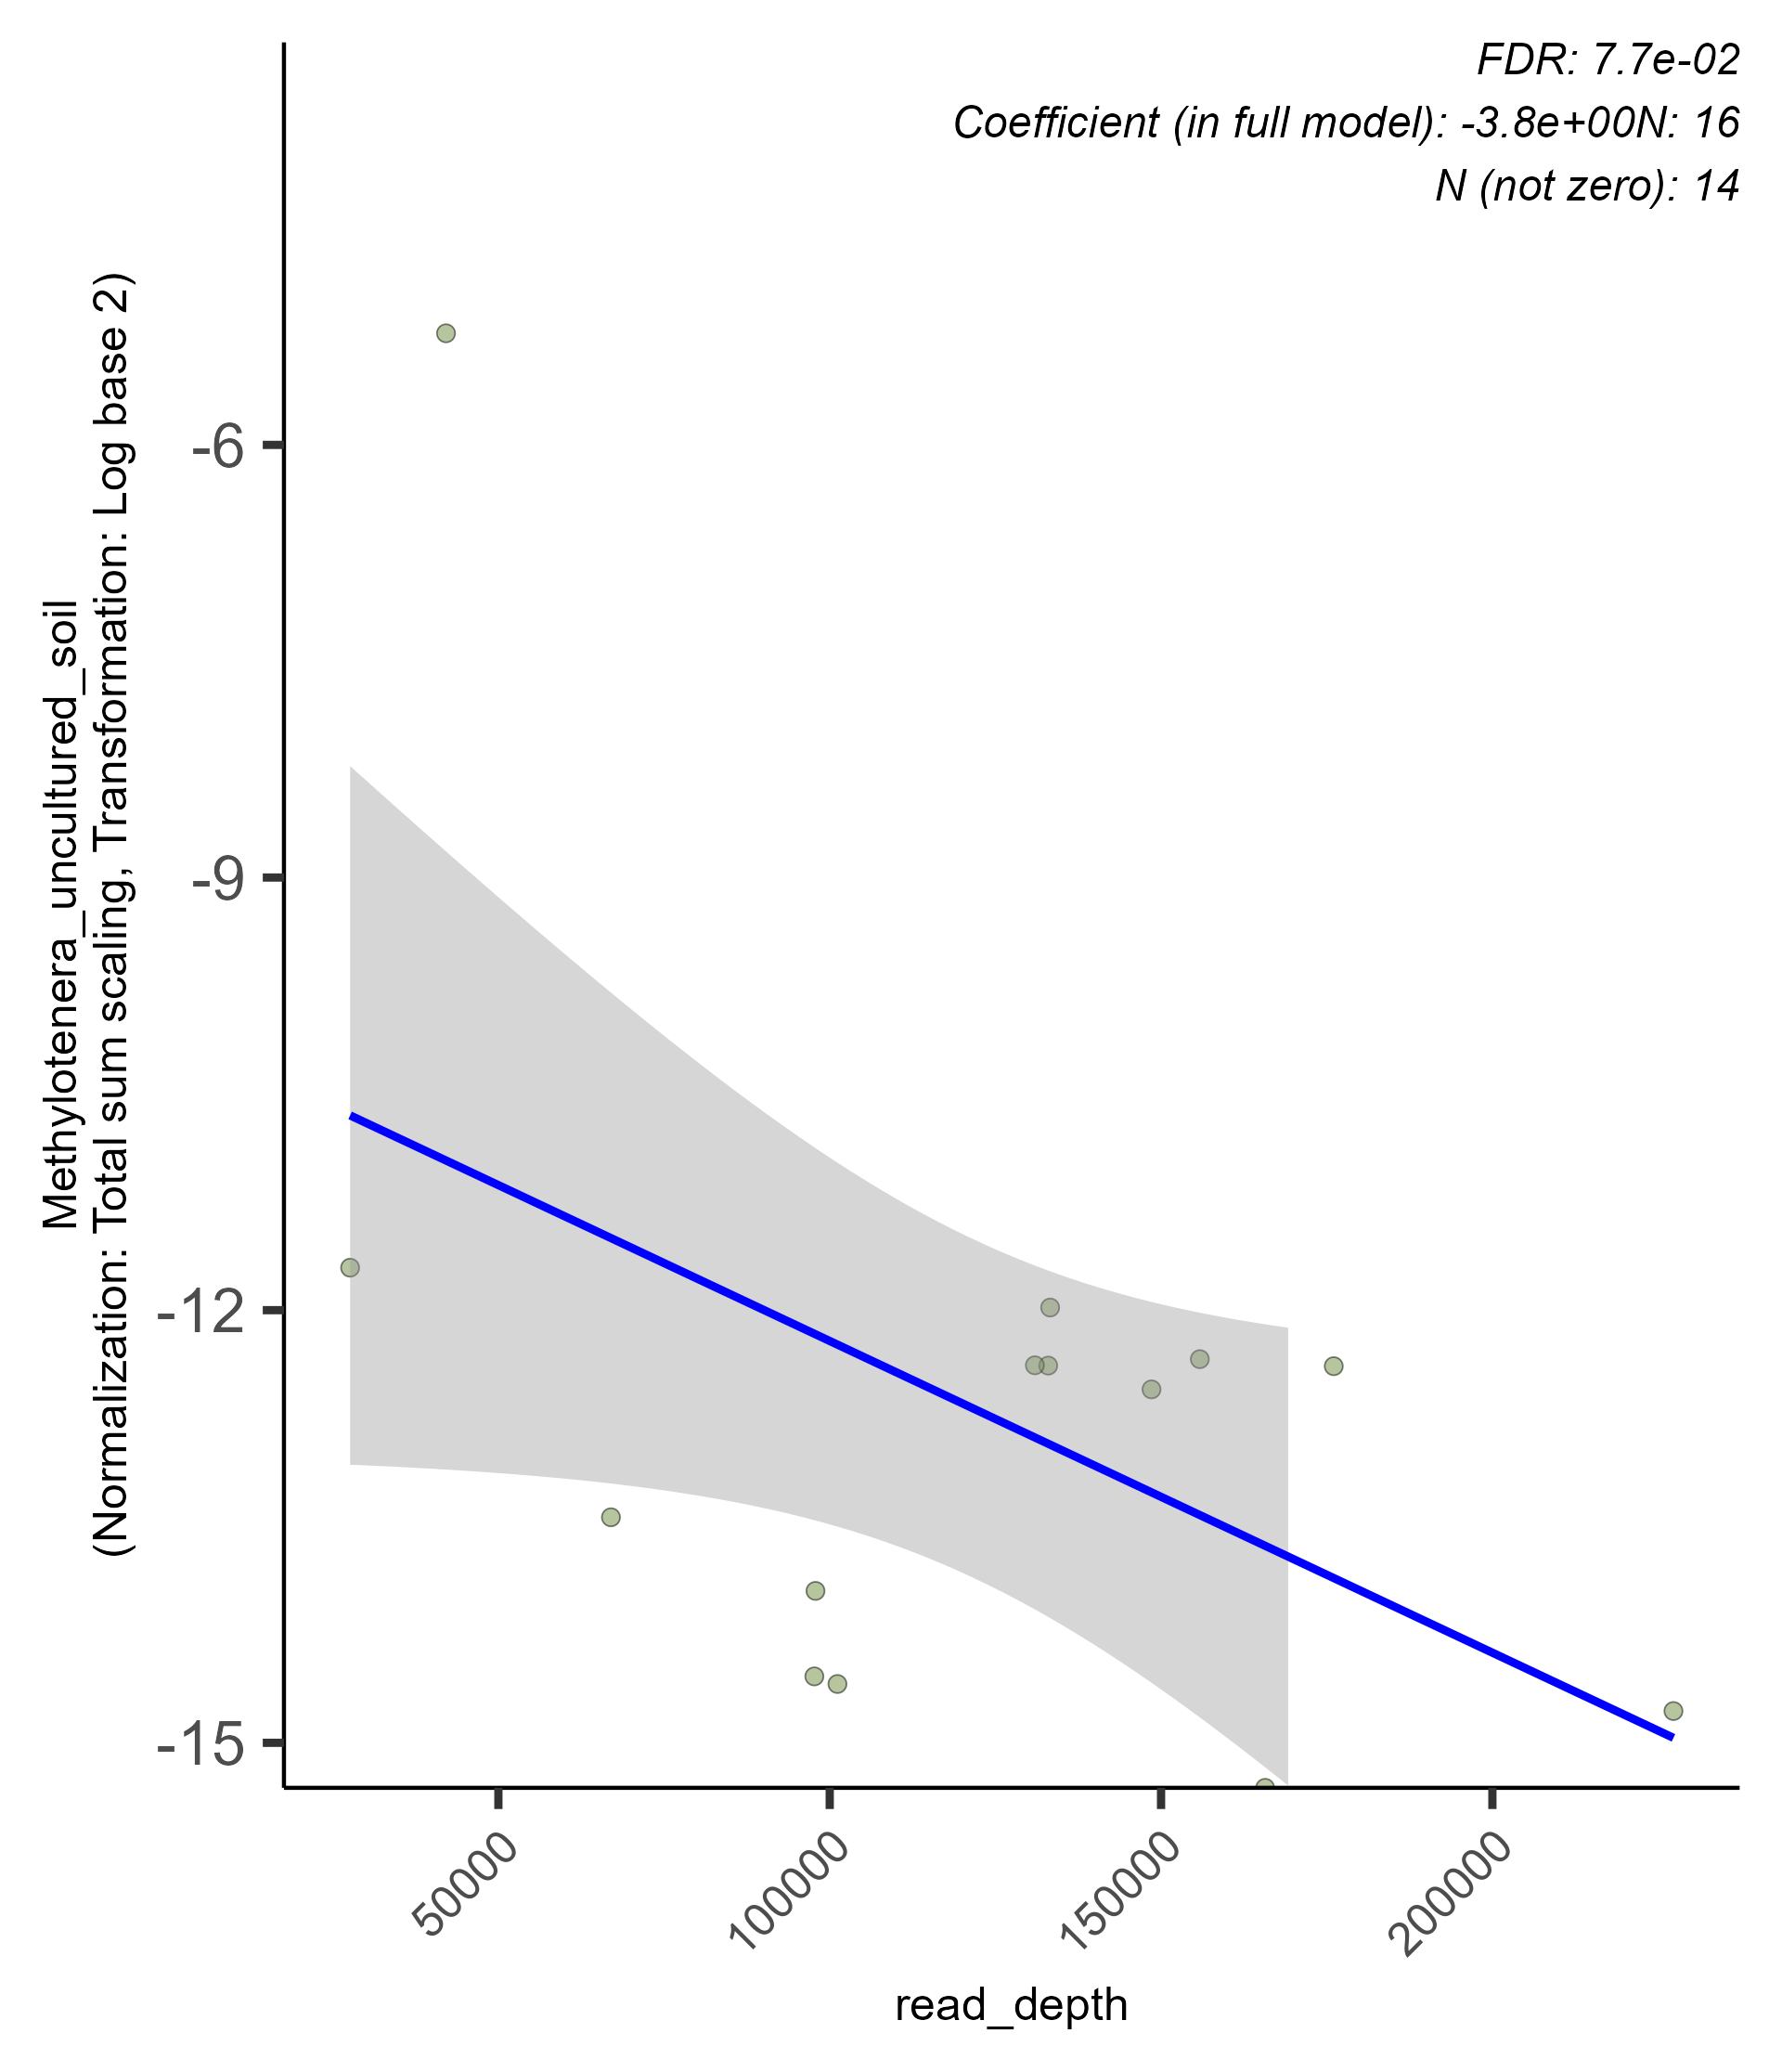 FDR: 7.7e-02
Coefficient (in full model): -3.8e+00N: 16
N (not zero): 14
Methylotenera_uncultured_soil
(Normalization: Total sum scaling, Transformation: Log base 2)
-6
-9
-12
-15
50000
100000
150000
200000
read_depth